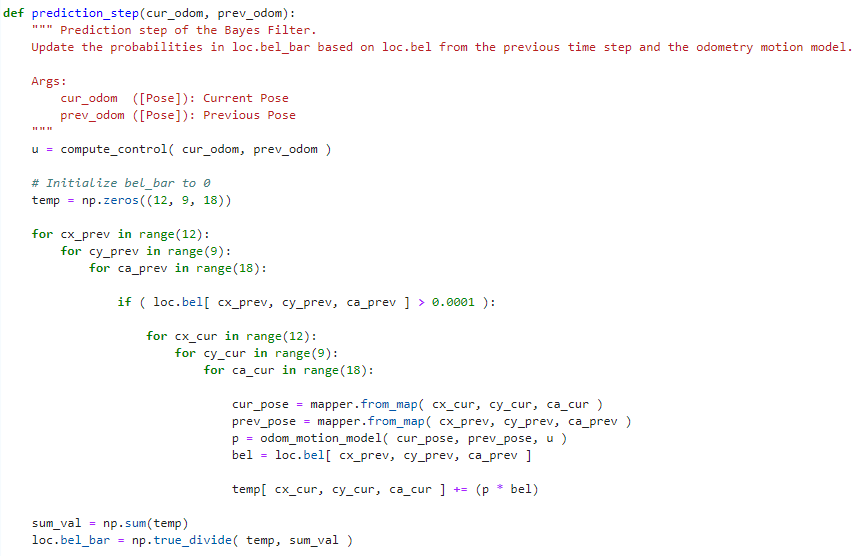 def prediction_step(cur_odom, prev_odom):
    """ Prediction step of the Bayes Filter.
    Update the probabilities in loc.bel_bar based on loc.bel from the previous time step and the odometry motion model.
    Args:
        cur_odom  ([Pose]): Current Pose
        prev_odom ([Pose]): Previous Pose
    """
    u = compute_control( cur_odom, prev_odom )
    # Initialize bel_bar to 0
    temp = np.zeros((12, 9, 18))
    for cx_prev in range(12):
        for cy_prev in range(9):
            for ca_prev in range(18):
                if ( loc.bel[ cx_prev, cy_prev, ca_prev ] > 0.0001 ):
                    for cx_cur in range(12):
                        for cy_cur in range(9):
                            for ca_cur in range(18):
                                cur_pose = mapper.from_map( cx_cur, cy_cur, ca_cur )
                                prev_pose = mapper.from_map( cx_prev, cy_prev, ca_prev )
                                p = odom_motion_model( cur_pose, prev_pose, u )
                                bel = loc.bel[ cx_prev, cy_prev, ca_prev ]
                                temp[ cx_cur, cy_cur, ca_cur ] += (p * bel)
    sum_val = np.sum(temp)
    loc.bel_bar = np.true_divide( temp, sum_val )